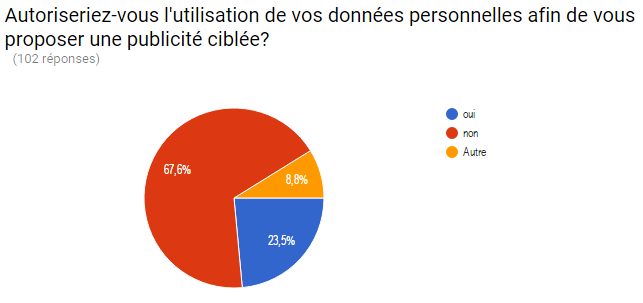 Autoriseriez-vous l'utilisation de vos données personnelles afin de vous
proposer une publicité ciblée?
(102 réponses)
oui
non
Autre
67,6%
8,8%
23,5%